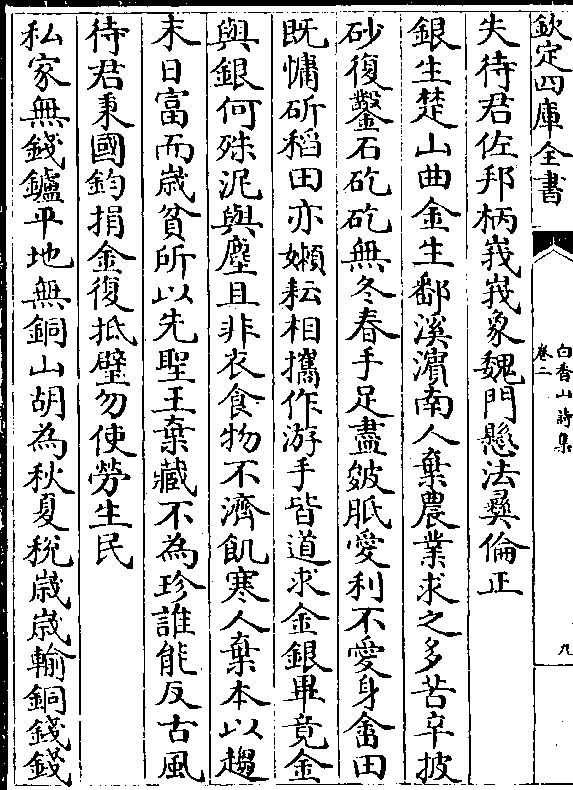 欽定四庫全書
白香山詩集
卷二
九
失待君佐邦柄峩峩象魏門懸法彛倫正
銀生楚山曲金生鄱溪濵南人棄農業求之多苦辛披
砂復鑿石矻矻無冬春手足盡皴胝愛利不愛身畬田
既慵斫稻田亦嬾耘相攜作游手皆道求金銀畢竟金
與銀何殊泥與塵且非衣食物不濟飢寒人棄本以趨
末日富而歳貧所以先聖王棄藏不為珍誰能反古風
待君秉國鈞捐金復抵璧勿使勞生民
私家無錢鑪平地無銅山胡為秋夏稅歳歳輸銅錢錢